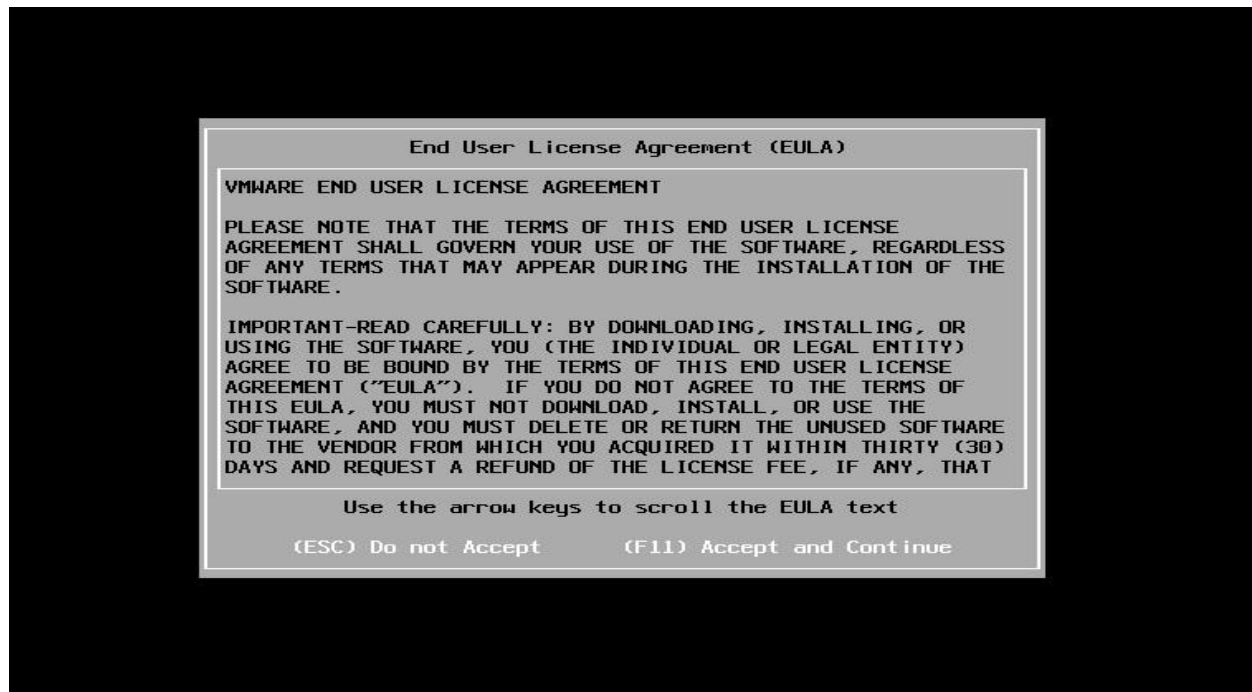 End User License Agreement (EULA)
VMWARE END USER LICENSE AGREEMENT
PLEASE NOTE THAT THE TERMS OF THIS END USER LICENSE
AGREEMENT SHALL GOVERN YOUR USE OF THE SOFTWARE, REGARDLESS
OF ANY TERMS THAT MAY APPEAR DURING THE INSTALLATION OF THE
SOFTWARE.
IMPORTANT-READ CAREFULLY: BY DOWNLOADING, INSTALLING, OR
USING THE SOFTWARE, YOU (THE INDIVIDUAL OR LEGAL ENTITY)
AGREE TO BE BOUND BY THE TERMS OF THIS END USER LICENSE
AGREEMENT ("EULA").  IF YOU DO NOT AGREE TO THE TERMS OF
THIS EULA, YOU MUST NOT DOWNLOAD, INSTALL, OR USE THE
SOFTWARE, AND YOU MUST DELETE OR RETURN THE UNUSED SOFTWARE
TO THE VENDOR FROM WHICH YOU ACQUIRED IT WITHIN THIRTY (30)
DAYS AND REQUEST A REFUND OF THE LICENSE FEE, IF ANY, THAT
Use the arrow keys to scroll the EULA text
(ESC) Do not Accept (F11) Accept and Continue